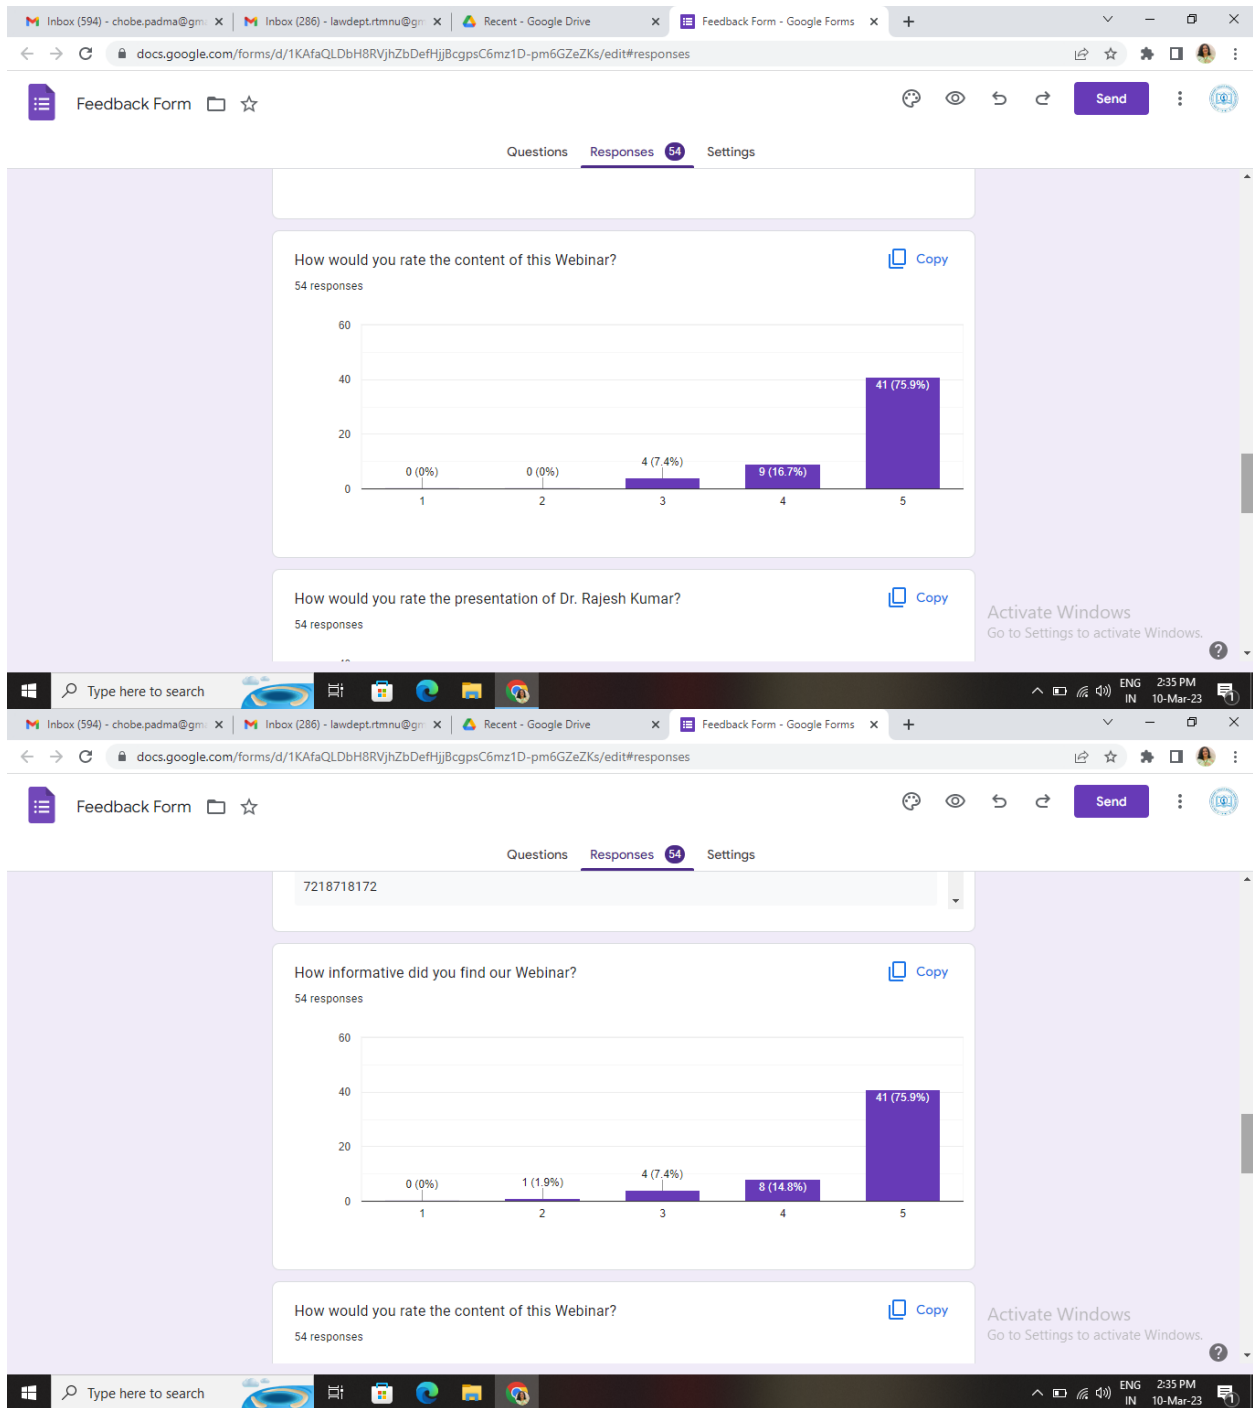 Inbox (594) - chobe.padma@gm Inbox (286) - lawdept.rtmnu@gm Recent - Google Drive Feedback Form - Google Forms
docs.google.com/forms/d/1KAfaQLDbH8RVjhZbDefHjjBcgpsC6mz1D-pm6GZeZKs/edit#responses
Feedback Form Send
Questions Responses 54 Settings
How would you rate the content of this Webinar? Copy
54 responses
60
40
41 (75.9%)
20
0 (0%) 0 (0%) 4 (7.4%) 9 (16.7%)
0
1 2 3 4 5
How would you rate the presentation of Dr. Rajesh Kumar? Copy
54 responses
Activate Windows
Go to Settings to activate Windows.
Type here to search ENG IN 2:35 PM 10-Mar-23 1
Inbox (594) - chobe.padma@gm Inbox (286) - lawdept.rtmnu@gm Recent - Google Drive Feedback Form - Google Forms
docs.google.com/forms/d/1KAfaQLDbH8RVjhZbDefHjjBcgpsC6mz1D-pm6GZeZKs/edit#responses
Feedback Form Send
Questions Responses 54 Settings
7218718172
How informative did you find our Webinar? Copy
54 responses
60
40
41 (75.9%)
20
0 (0%) 1 (1.9%) 4 (7.4%) 8 (14.8%)
0
1 2 3 4 5
How would you rate the content of this Webinar? Copy
54 responses
Activate Windows
Go to Settings to activate Windows.
Type here to search ENG IN 2:35 PM 10-Mar-23 1